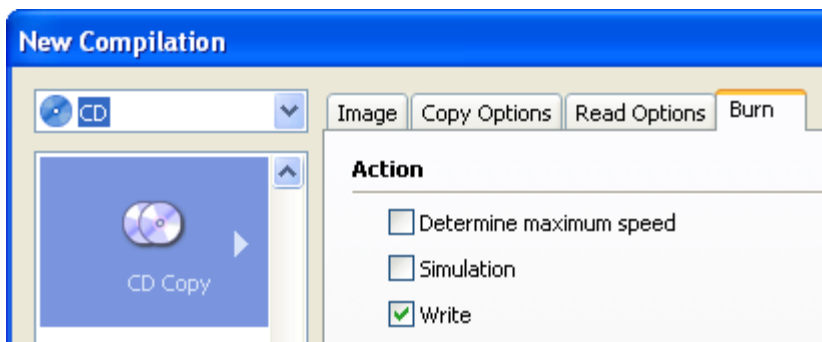 New Compilation
CD
Image Copy Options Read Options Burn
Action
Determine maximum speed
CD Copy
Simulation
Write